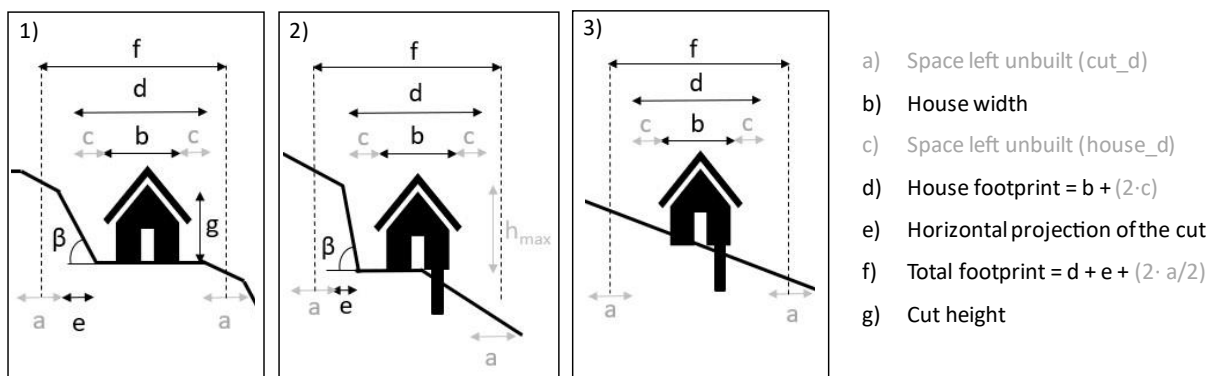 1)
f
d
c b c
g
β
a e a
2)
f
d
c b c
hmax
β
a e
a
3)
f
d
c b c
a a
a) Space left unbuilt (cut_d)
b) House width
c) Space left unbuilt (house_d)
d) House footprint = b + (2·c)
e) Horizontal projection of the cut
f) Total footprint = d + e + (2· a/2)
g) Cut height